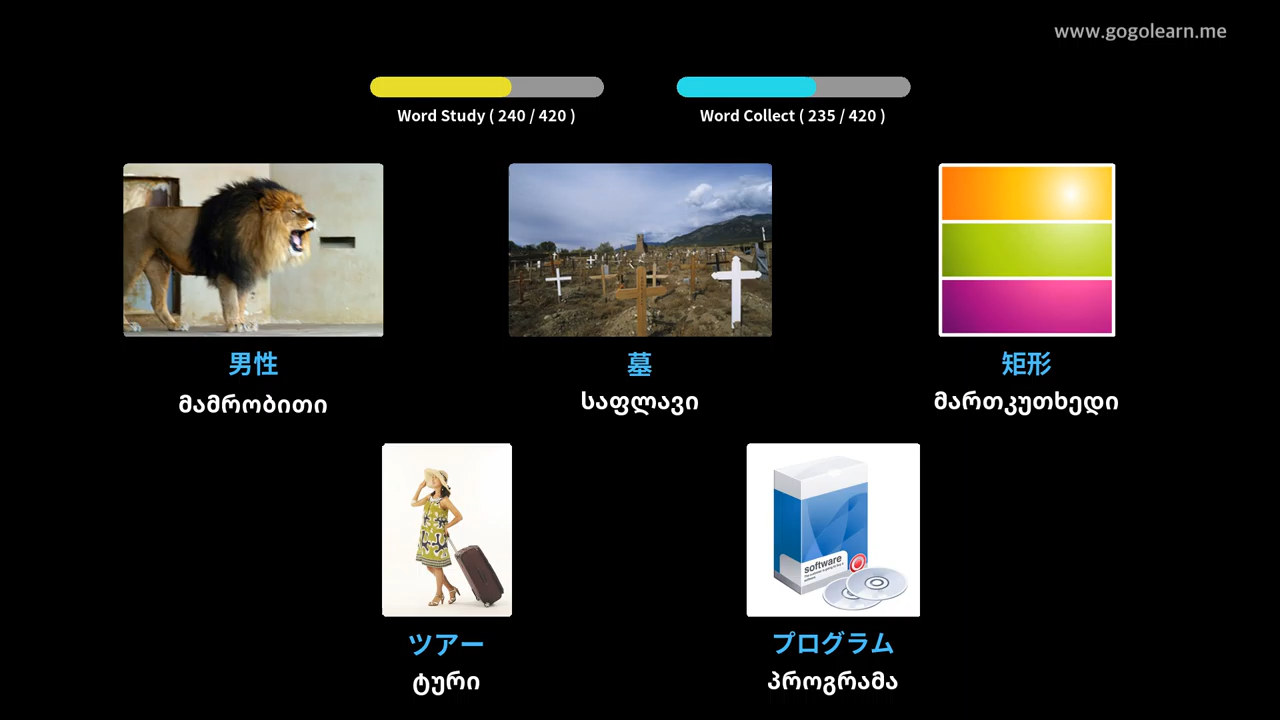 www.gogolearn.me
Word Study ( 240 / 420 )
Word Collect ( 235 / 420 )
男性
მამრობითი
墓
საფლავი
矩形
მართკუთხედი
software
ツアー
ტური
プログラム
პროგრამა